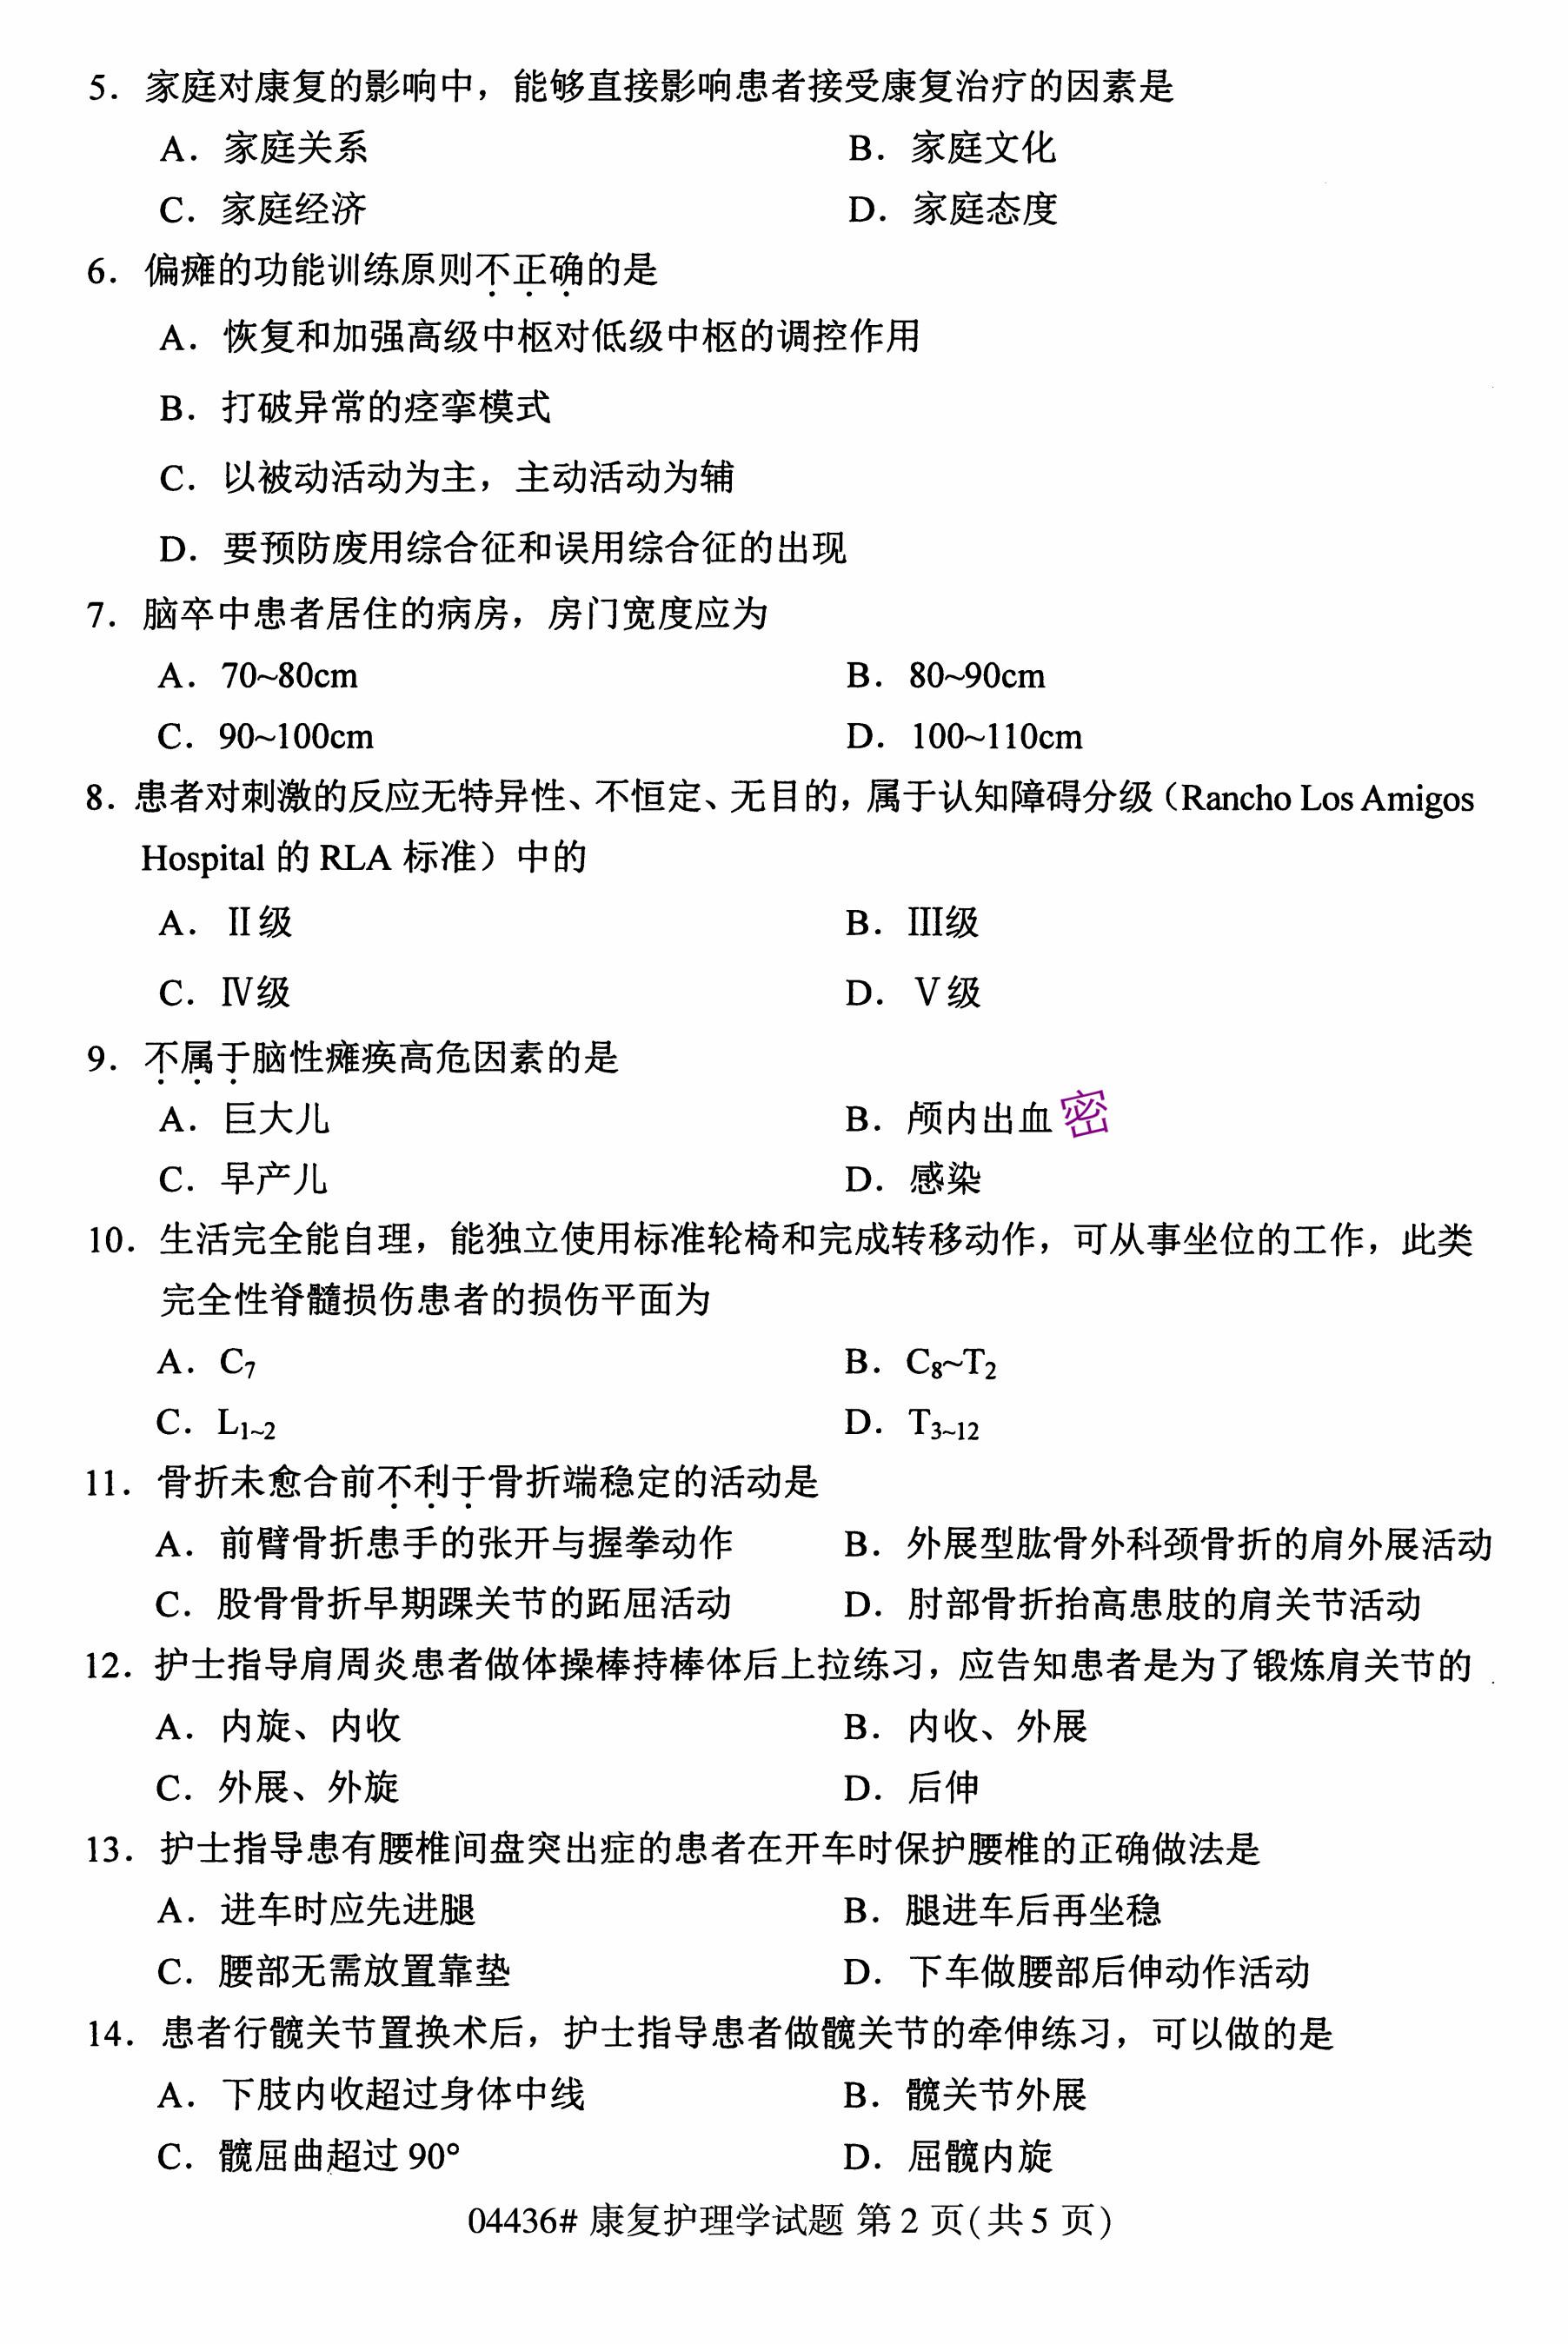 5. 家庭对康复的影响中，能够直接影响患者接受康复治疗的因素是
A. 家庭关系 B. 家庭文化
C. 家庭经济 D. 家庭态度
6. 偏瘫的功能训练原则不正确的是
A. 恢复和加强高级中枢对低级中枢的调控作用
B. 打破异常的痉挛模式
C. 以被动活动为主，主动活动为辅
D. 要预防废用综合征和误用综合征的出现
7. 脑卒中患者居住的病房，房门宽度应为
A. 70~80cm B. 80~90cm
C. 90~100cm D. 100~110cm
8. 患者对刺激的反应无特异性、不恒定、无目的，属于认知障碍分级（Rancho Los Amigos
Hospital 的 RLA 标准）中的
A. Ⅱ级 B. Ⅲ级
C. Ⅳ级 D. Ⅴ级
9. 不属于脑性瘫痪高危因素的是
A. 巨大儿 B. 颅内出血 密
C. 早产儿 D. 感染
10. 生活完全能自理，能独立使用标准轮椅和完成转移动作，可从事坐位的工作，此类
完全性脊髓损伤患者的损伤平面为
A. C₇ B. C₈~T₂
C. L₁~₂ D. T₃~₁₂
11. 骨折未愈合前不利于骨折端稳定的活动是
A. 前臂骨折患手的张开与握拳动作 B. 外展型肱骨外科颈骨折的肩外展活动
C. 股骨骨折早期踝关节的跖屈活动 D. 肘部骨折抬高患肢的肩关节活动
12. 护士指导肩周炎患者做体操棒持棒体后上拉练习，应告知患者是为了锻炼肩关节的
A. 内旋、内收 B. 内收、外展
C. 外展、外旋 D. 后伸
13. 护士指导患有腰椎间盘突出症的患者在开车时保护腰椎的正确做法是
A. 进车时应先进腿 B. 腿进车后再坐稳
C. 腰部无需放置靠垫 D. 下车做腰部后伸动作活动
14. 患者行髋关节置换术后，护士指导患者做髋关节的牵伸练习，可以做的是
A. 下肢内收超过身体中线 B. 髋关节外展
C. 髋屈曲超过 90° D. 屈髋内旋
04436# 康复护理学试题 第 2 页(共 5 页)